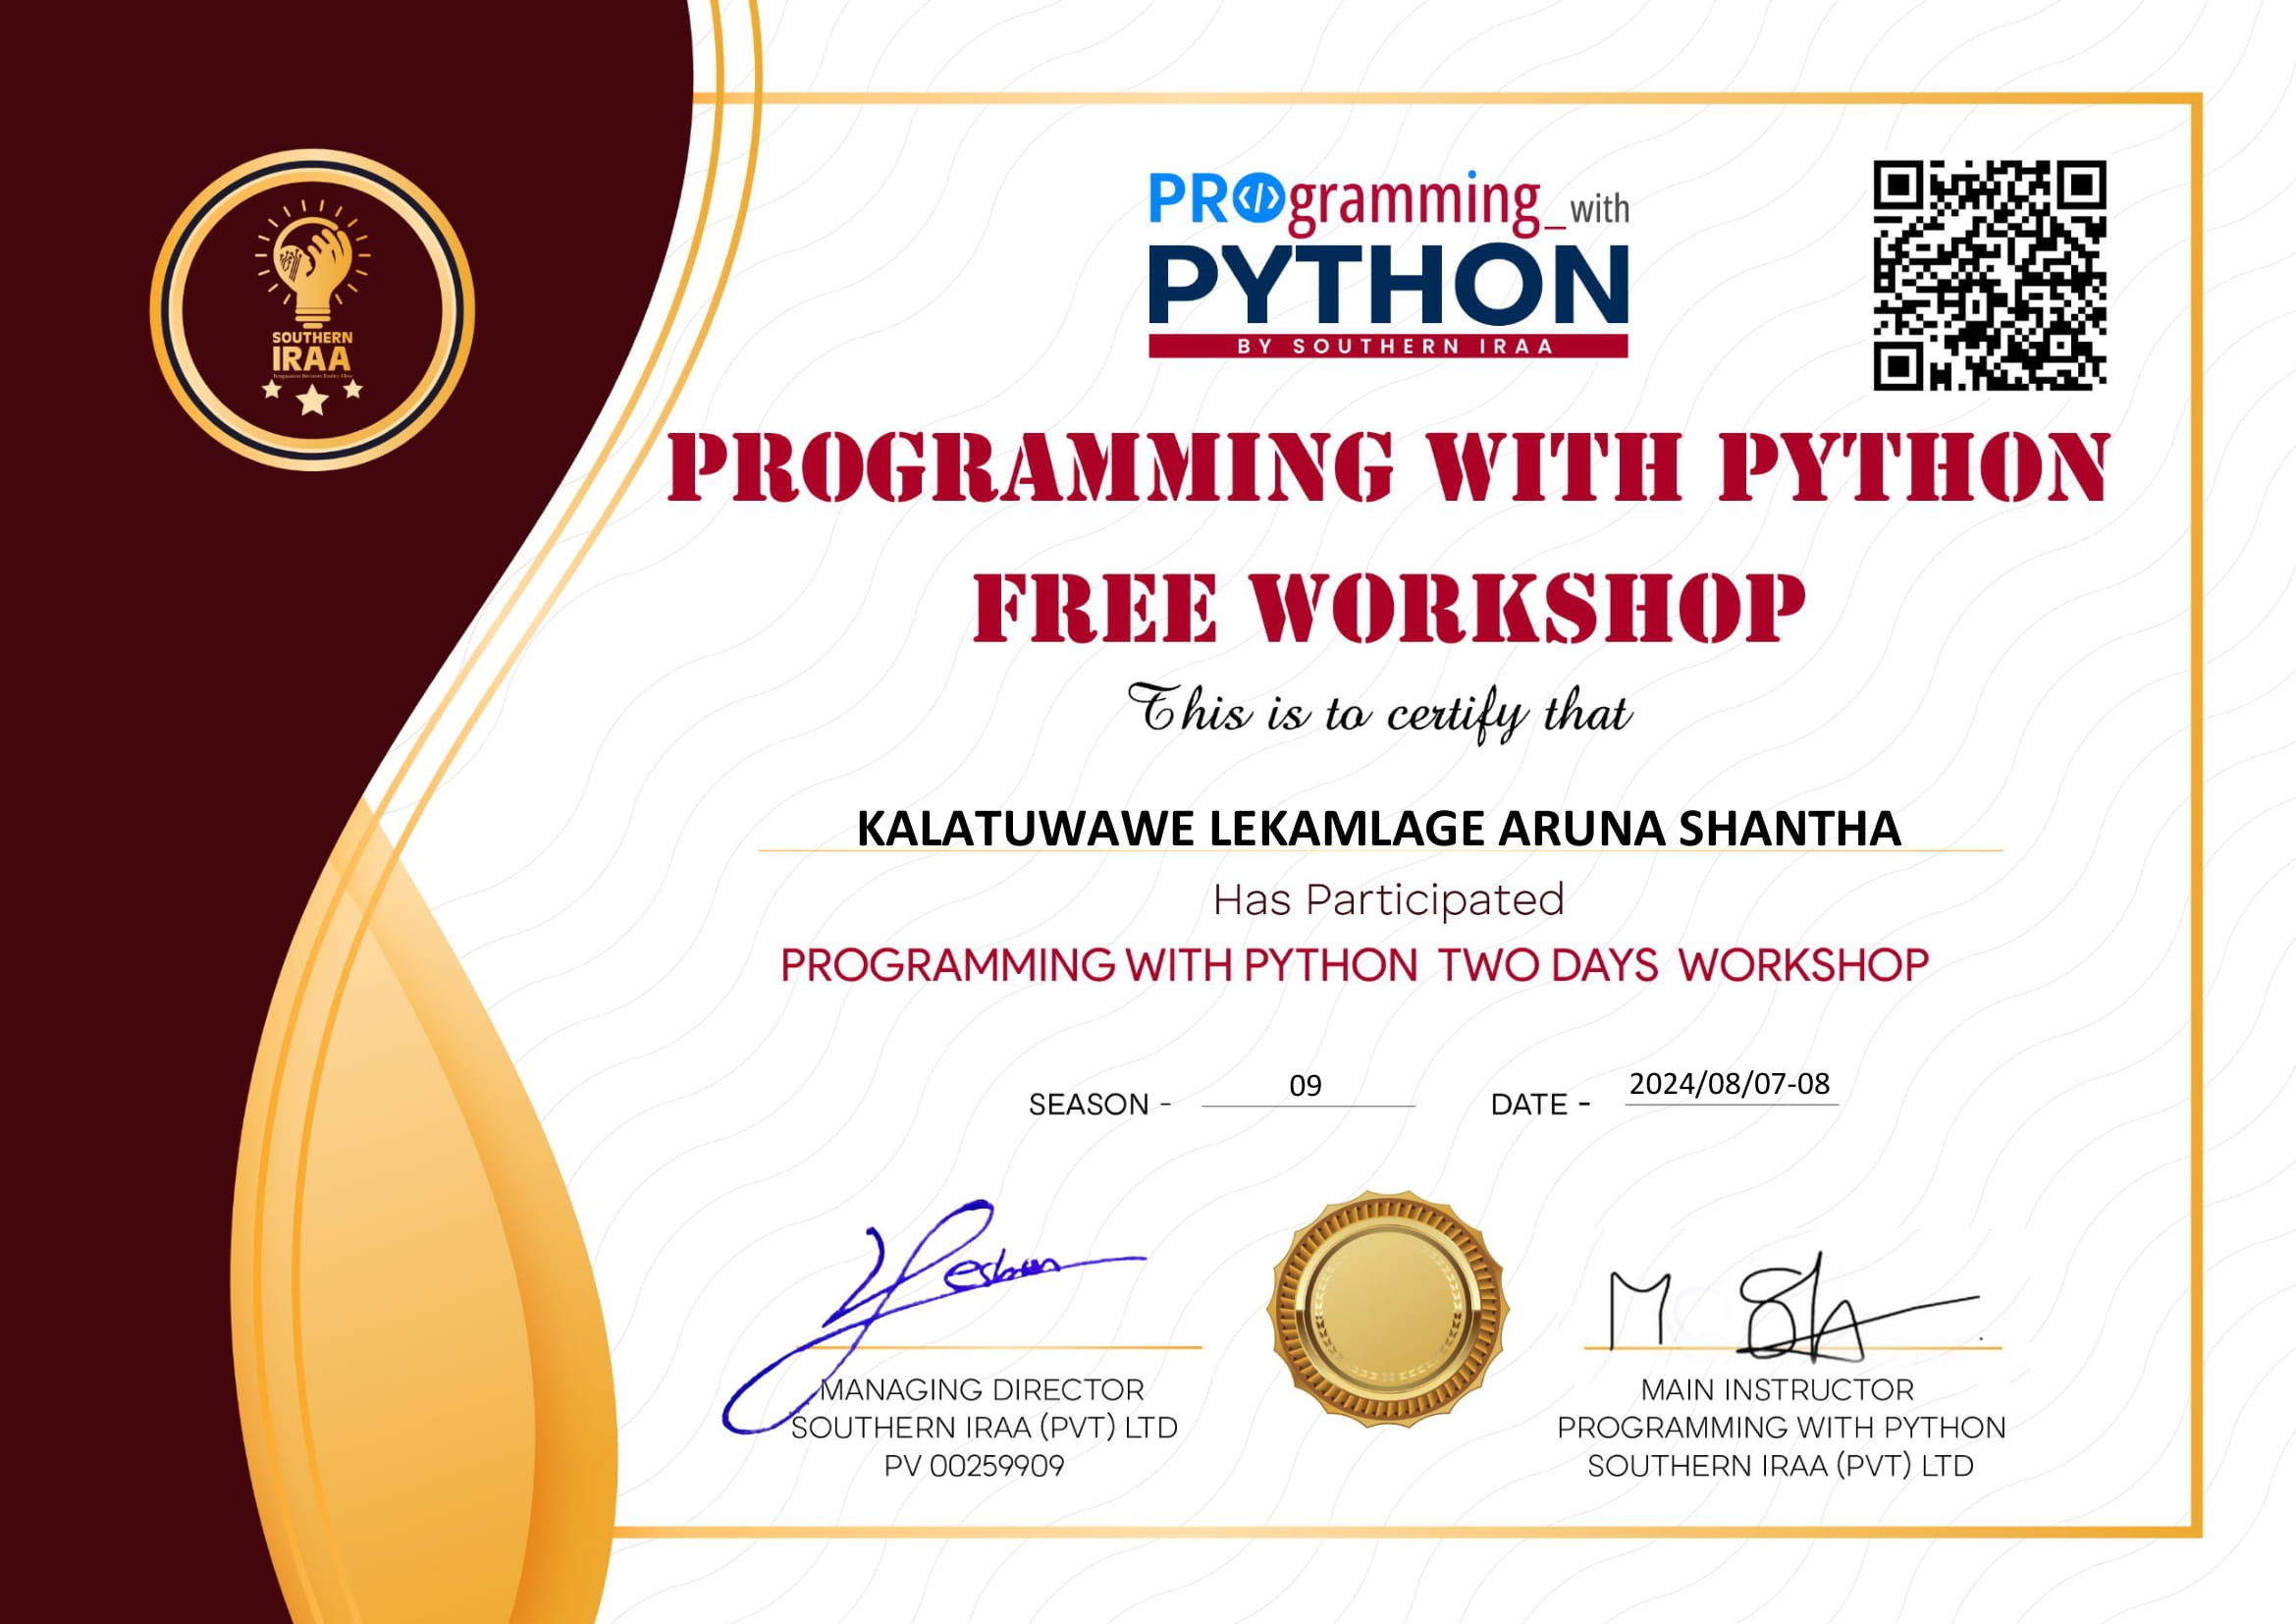 SOUTHERN
IRAA
PROgramming_with
PYTHON
BY SOUTHERN IRAA
PROGRAMMING WITH PYTHON
FREE WORKSHOP
This is to certify that
KALATUWAWE LEKAMLAGE ARUNA SHANTHA
Has Participated
PROGRAMMING WITH PYTHON TWO DAYS WORKSHOP
SEASON - 09 DATE - 2024/08/07-08
MANAGING DIRECTOR
SOUTHERN IRAA (PVT) LTD
PV 00259909
MAIN INSTRUCTOR
PROGRAMMING WITH PYTHON
SOUTHERN IRAA (PVT) LTD